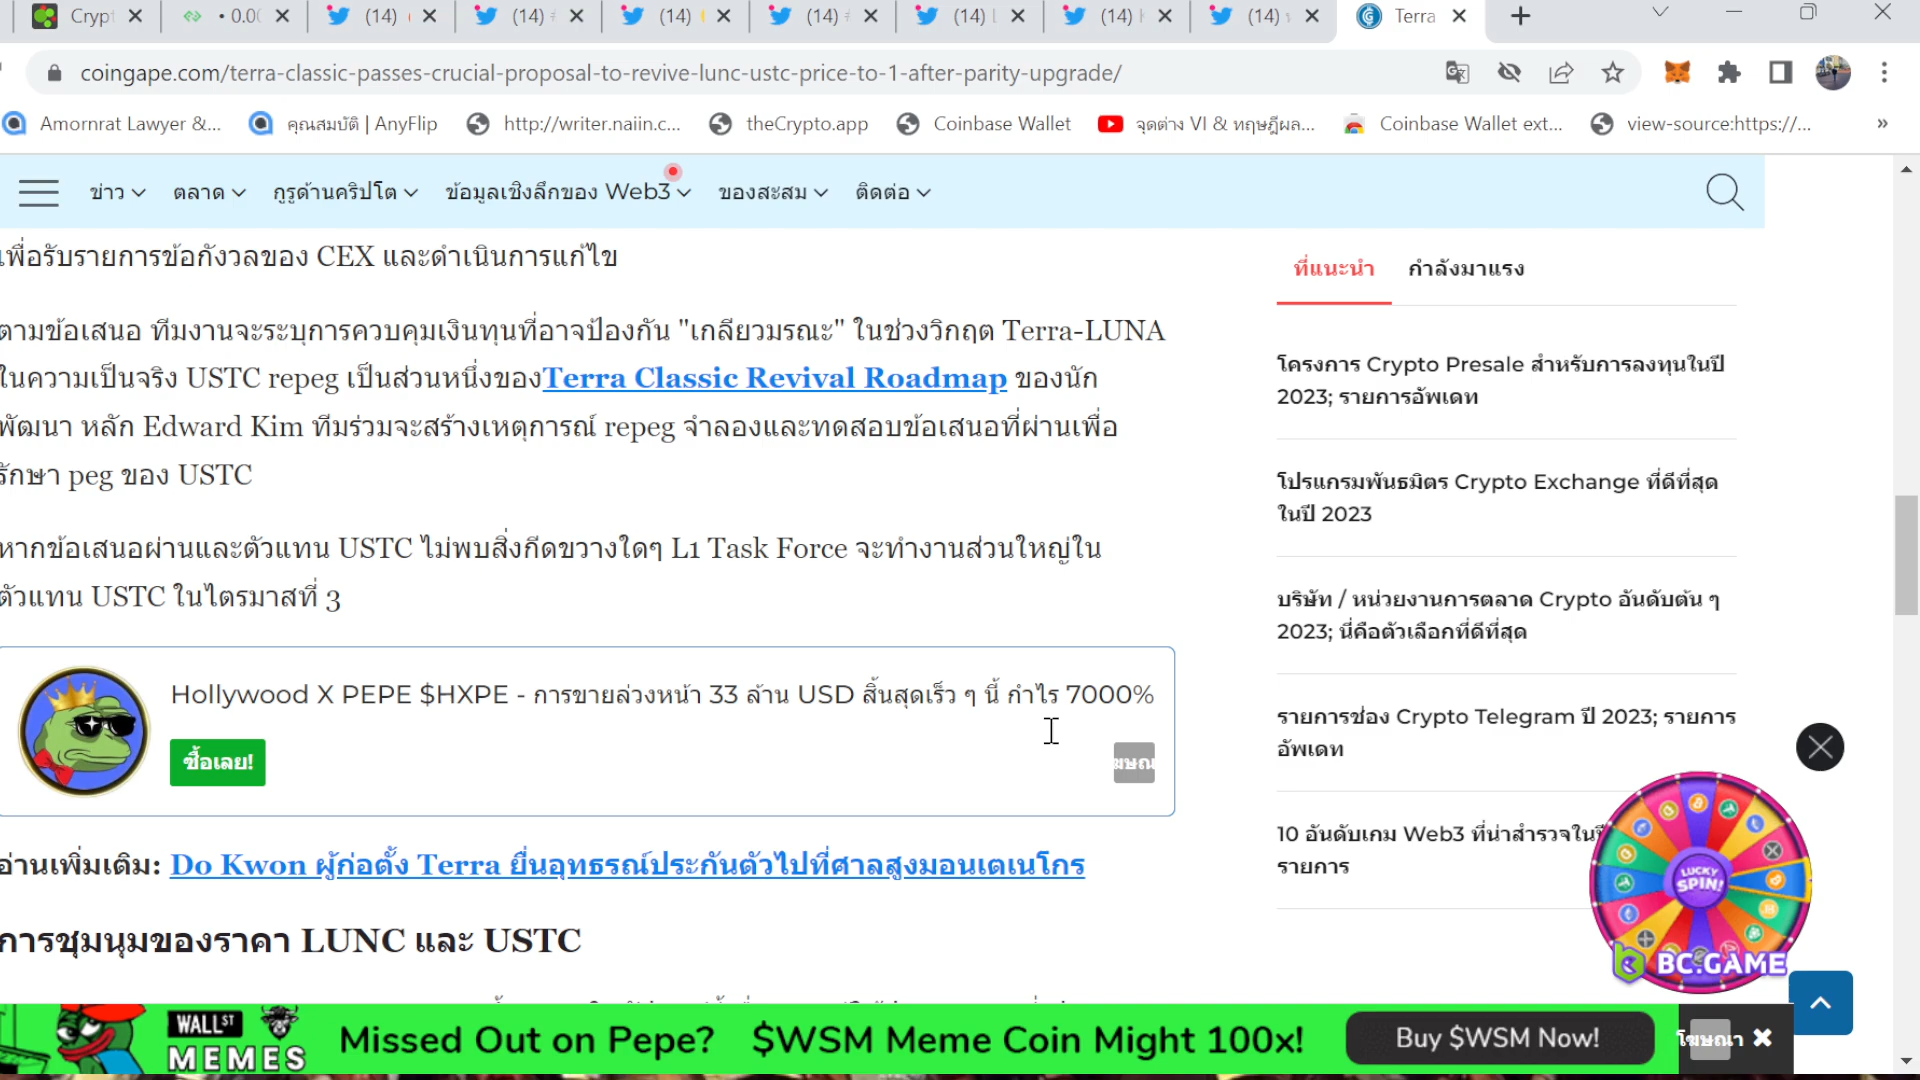 Cryp
0.0
(14)
(14)
(14)
(14)
(14)
(14)
(14)
Terra
coingape.com/terra-classic-passes-crucial-proposal-to-revive-lunc-ustc-price-to-1-after-parity-upgrade/
Amornrat Lawyer &...
คุณสมบัติ | AnyFlip
http://writer.naiin.c...
theCrypto.app
Coinbase Wallet
จุดต่าง VI & ทฤษฎีผล...
Coinbase Wallet ext...
view-source:https://...
»
ข่าว
ตลาด
กูรูด้านคริปโต
ข้อมูลเชิงลึกของ Web3
ของสะสม
ติดต่อ
เพื่อรับรายการข้อกังวลของ CEX และดำเนินการแก้ไข
ตามข้อเสนอ ทีมงานจะระบุการควบคุมเงินทุนที่อาจป้องกัน "เกลียวมรณะ" ในช่วงวิกฤต Terra-LUNA
ในความเป็นจริง USTC repeg เป็นส่วนหนึ่งของTerra Classic Revival Roadmap ของนัก
พัฒนา หลัก Edward Kim ทีมร่วมจะสร้างเหตุการณ์ repeg จำลองและทดสอบข้อเสนอที่ผ่านเพื่อ
รักษา peg ของ USTC
หากข้อเสนอผ่านและตัวแทน USTC ไม่พบสิ่งกีดขวางใดๆ L1 Task Force จะทำงานส่วนใหญ่ใน
ตัวแทน USTC ในไตรมาสที่ 3
Hollywood X PEPE $HXPE - การขายล่วงหน้า 33 ล้าน USD สิ้นสุดเร็ว ๆ นี้ กำไร 7000%
ซื้อเลย!
อ่านเพิ่มเติม: Do Kwon ผู้ก่อตั้ง Terra ยื่นอุทธรณ์ประกันตัวไปที่ศาลสูงมอนเตเนโกร
การชุมนุมของราคา LUNC และ USTC
ที่แนะนำ
กำลังมาแรง
โครงการ Crypto Presale สำหรับการลงทุนในปี
2023; รายการอัพเดท
โปรแกรมพันธมิตร Crypto Exchange ที่ดีที่สุด
ในปี 2023
บริษัท / หน่วยงานการตลาด Crypto อันดับต้น ๆ
2023; นี่คือตัวเลือกที่ดีที่สุด
รายการช่อง Crypto Telegram ปี 2023; รายการ
อัพเดท
10 อันดับเกม Web3 ที่น่าสำรวจใน
รายการ
LUCKY
SPIN!
BC.GAME
WALL ST
MEMES
Missed Out on Pepe? $WSM Meme Coin Might 100x!
Buy $WSM Now!
โฆษณา